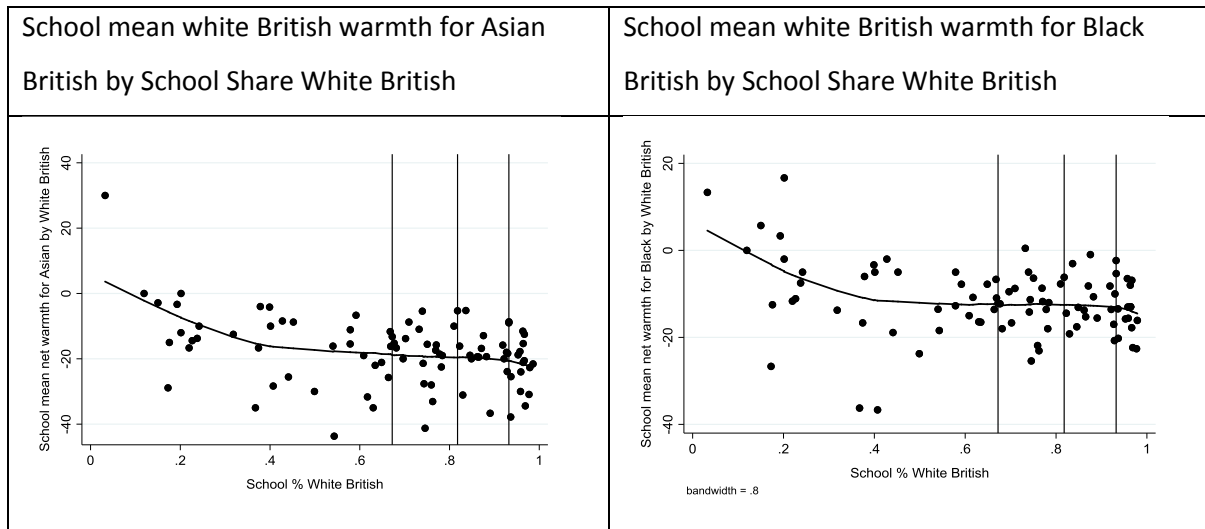 School mean white British warmth for Asian
British by School Share White British
School mean white British warmth for Black
British by School Share White British
School mean net warmth for Asian by White British
40
20
0
-20
-40
0
.2
.4
.6
.8
1
School % White British
School mean net warmth for Black by White British
20
0
-20
-40
0
.2
.4
.6
.8
1
School % White British
bandwidth = .8